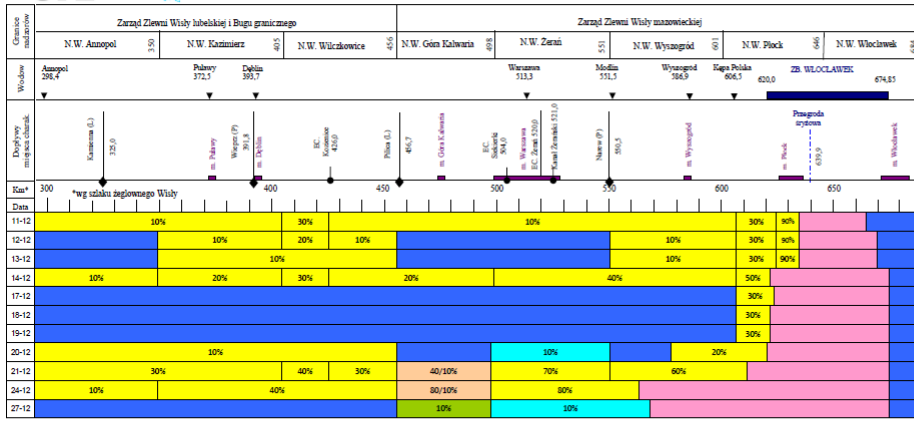 Granice nadzorów
Zarząd Zlewni Wisły lubelskiej i Bugu granicznego
Zarząd Zlewni Wisły mazowieckiej
N.W. Annopol 350 N.W. Kazimierz 405 N.W. Wilczkowice 456 N.W. Góra Kalwaria 498 N.W. Żerań 551 N.W. Wyszogród 601 N.W. Płock 646 N.W. Włocławek
Wodow
Annopol 298,4
Puławy 372,5
Dęblin 393,7
Warszawa 513,3
Modlin 551,5
Wyszogród 586,9
Kępa Polska 606,5
620,0 ZB. WŁOCŁAWEK 674,85
Dopływy miejsca charak
Kamienna (L) 325,0
m. Puławy
Wieprz (P) 391,8
m. Dęblin
EC. Kozienice 426,0
Pilica (L) 456,7
m. Góra Kalwaria
EC. Siekierki 504,0
m. Warszawa
EC. Żerań 520,0
Kanał Żerański 521,0
Narew (P) 550,5
m. Wyszogród
m. Płock
Przegroda
639,9
m. Włocławek
Km* 300 *wg szlaku żeglownego Wisły 400 450 500 550 600 650
Data
11-12 10% 30% 10% 30% 90%
12-12 10% 20% 10% 10% 30% 90%
13-12 10% 10% 30% 90%
14-12 10% 20% 30% 20% 40% 50%
17-12 30%
18-12 30%
19-12 30%
20-12 10% 10% 20%
21-12 30% 40% 30% 40/10% 70% 60%
24-12 10% 40% 80/10% 80%
27-12 10% 10%